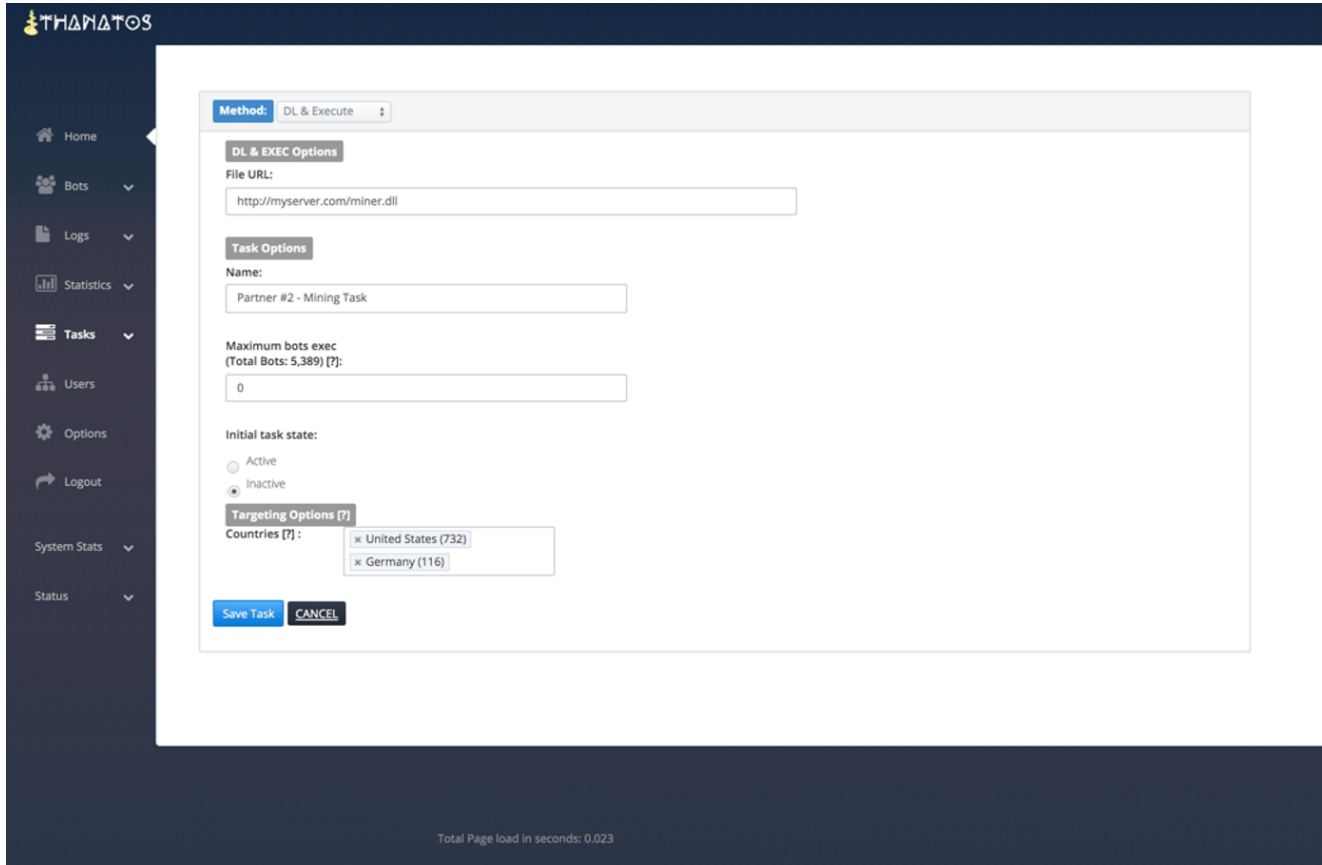 THANATOS
Method: DL & Execute
Home
DL & EXEC Options
File URL:
Bots
http://myserver.com/miner.dll
Logs
Task Options
Name:
Statistics
Partner #2 - Mining Task
Tasks
Maximum bots exec
(Total Bots: 5,389) [?]:
Users
0
Options
Initial task state:
Active
Logout
Inactive
Targeting Options [?]
Countries [?] :
× United States (732)
System Stats
× Germany (116)
Status
Save Task CANCEL
Total Page load in seconds: 0.023